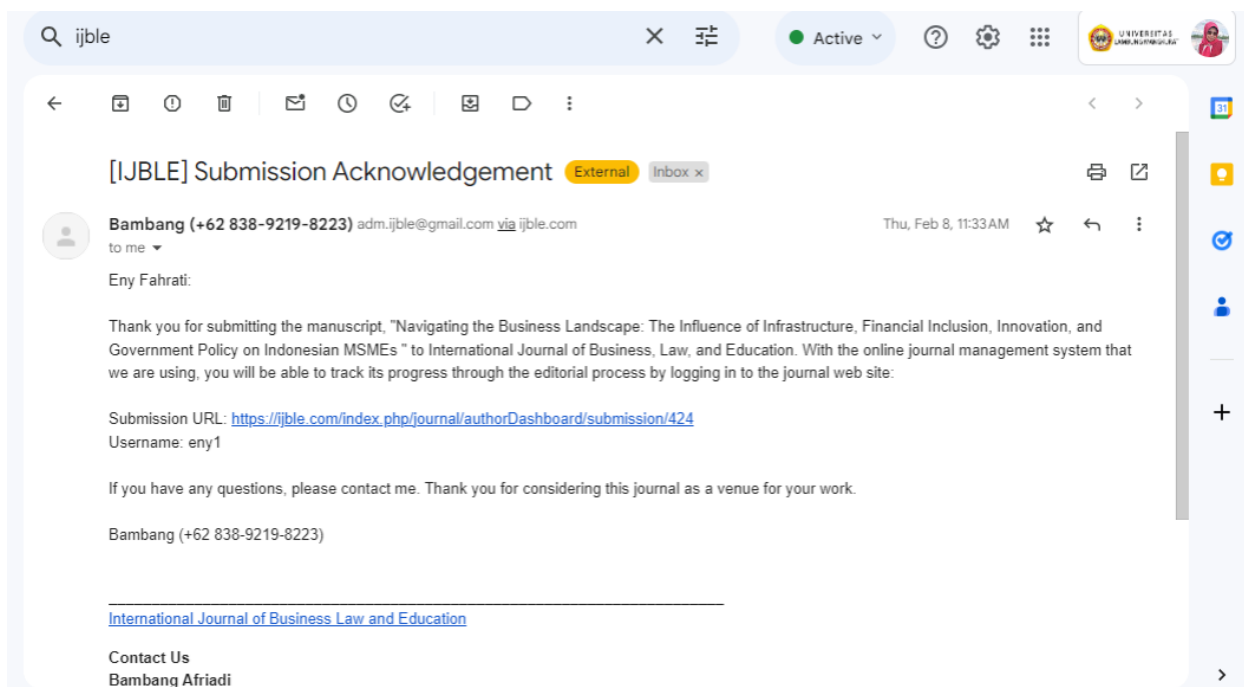 ijble
Active
UNIVERSITAS
LAMBUNG MANGKURAT
31
[IJBLE] Submission Acknowledgement External Inbox x
Bambang (+62 838-9219-8223) adm.ijble@gmail.com via ijble.com Thu, Feb 8, 11:33 AM
to me
Eny Fahrati:
Thank you for submitting the manuscript, "Navigating the Business Landscape: The Influence of Infrastructure, Financial Inclusion, Innovation, and
Government Policy on Indonesian MSMEs " to International Journal of Business, Law, and Education. With the online journal management system that
we are using, you will be able to track its progress through the editorial process by logging in to the journal web site:
Submission URL: https://ijble.com/index.php/journal/authorDashboard/submission/424
Username: eny1
If you have any questions, please contact me. Thank you for considering this journal as a venue for your work.
Bambang (+62 838-9219-8223)
International Journal of Business Law and Education
Contact Us
Bambang Afriadi